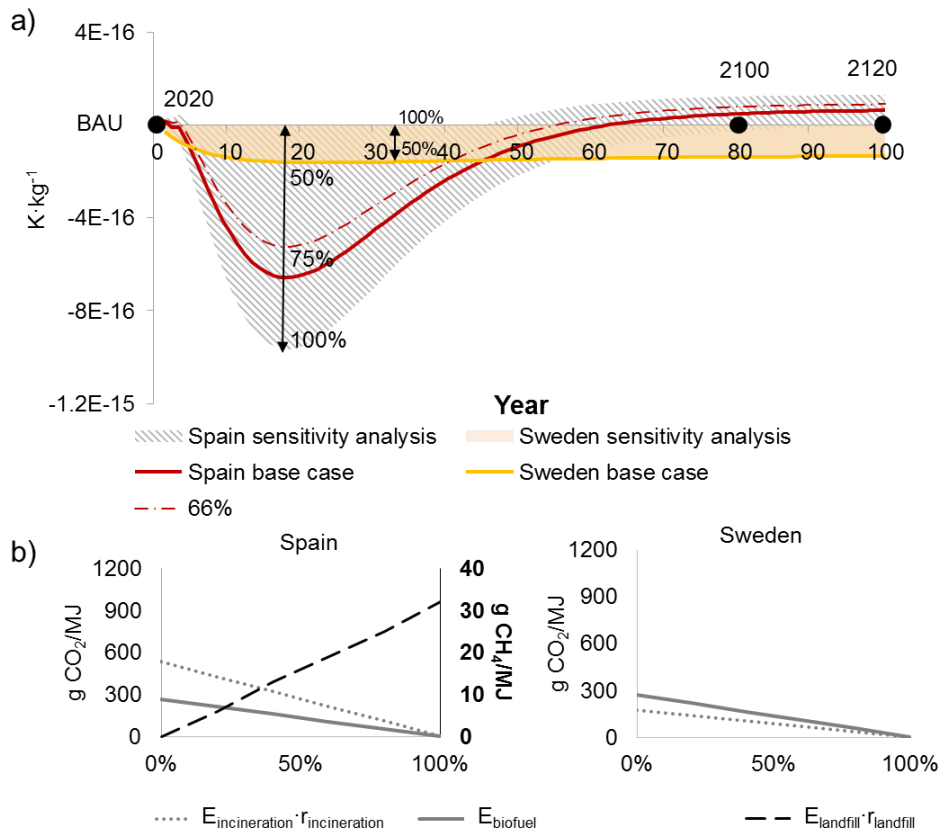 a)
4E-16
2100
2120
2020
BAU
100%
0 10 20 30 40 50 60 70 80 90 100
50%
50%
K·kg⁻¹
-4E-16
75%
-8E-16
100%
-1.2E-15
Year
Spain sensitivity analysis
Sweden sensitivity analysis
Spain base case
Sweden base case
66%
b)
Spain
Sweden
g CO₂/MJ
1200
900
600
300
0
40
30
20
10
0
g CH₄/MJ
0% 50% 100%
g CO₂/MJ
1200
900
600
300
0
0% 50% 100%
Eincineration·rincineration
Ebiofuel
Elandfill·rlandfill